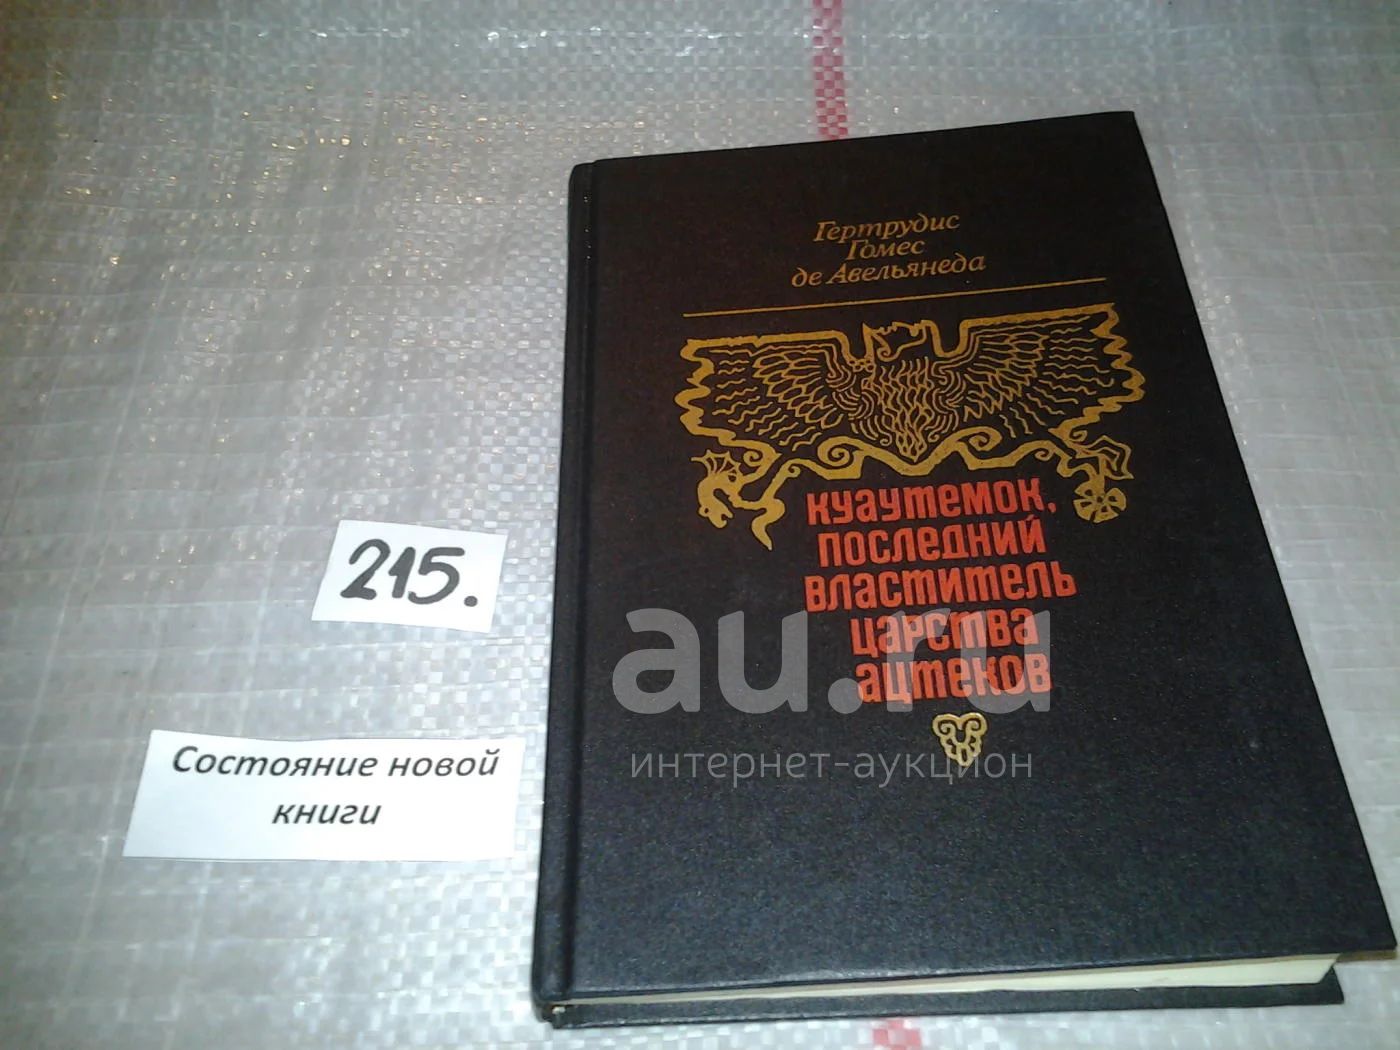 Гертрудис
Гомес
де Авельянеда
куаутемок,
последний
властитель
царства
ацтеков
215.
Состояние новой
книги
au.ru
интернет-аукцион